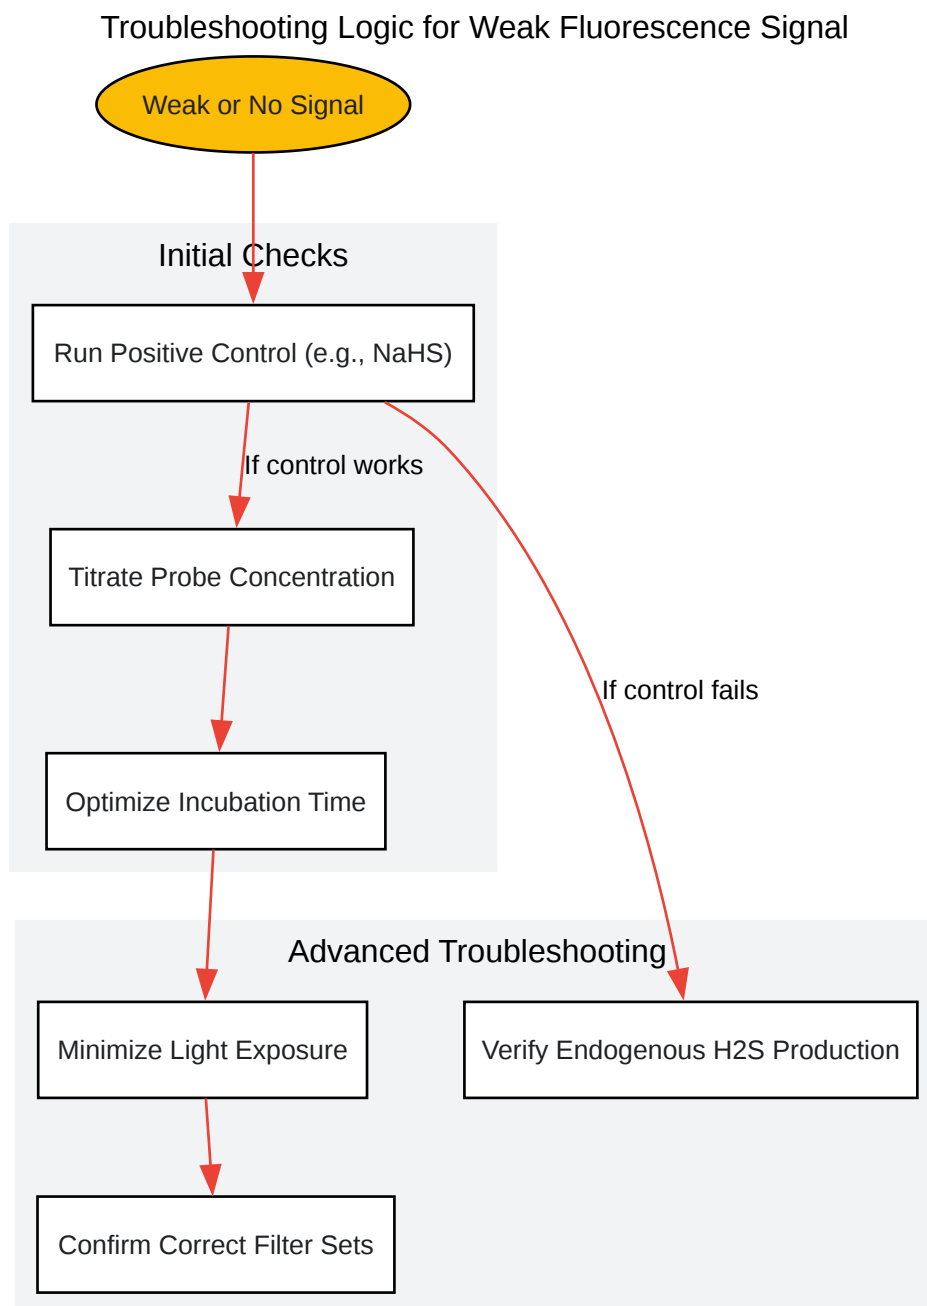 Troubleshooting Logic for Weak Fluorescence Signal
Weak or No Signal
Initial Checks
Run Positive Control (e.g., NaHS)
If control works
Titrate Probe Concentration
If control fails
Optimize Incubation Time
Advanced Troubleshooting
Minimize Light Exposure
Verify Endogenous H2S Production
Confirm Correct Filter Sets